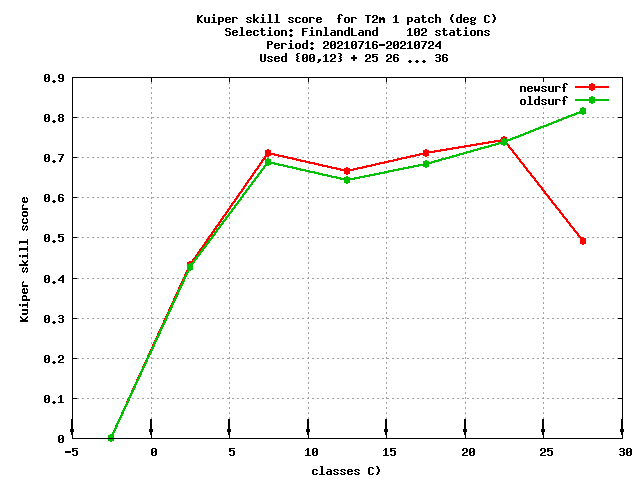 Kuiper skill score  for T2m 1 patch (deg C)
Selection: FinlandLand    102 stations
Period: 20210716-20210724
Used {00,12} + 25 26 ... 36
newsurf
oldsurf
0.9
0.8
0.7
0.6
0.5
0.4
0.3
0.2
0.1
0
Kuiper skill score
-5 0 5 10 15 20 25 30
classes C)